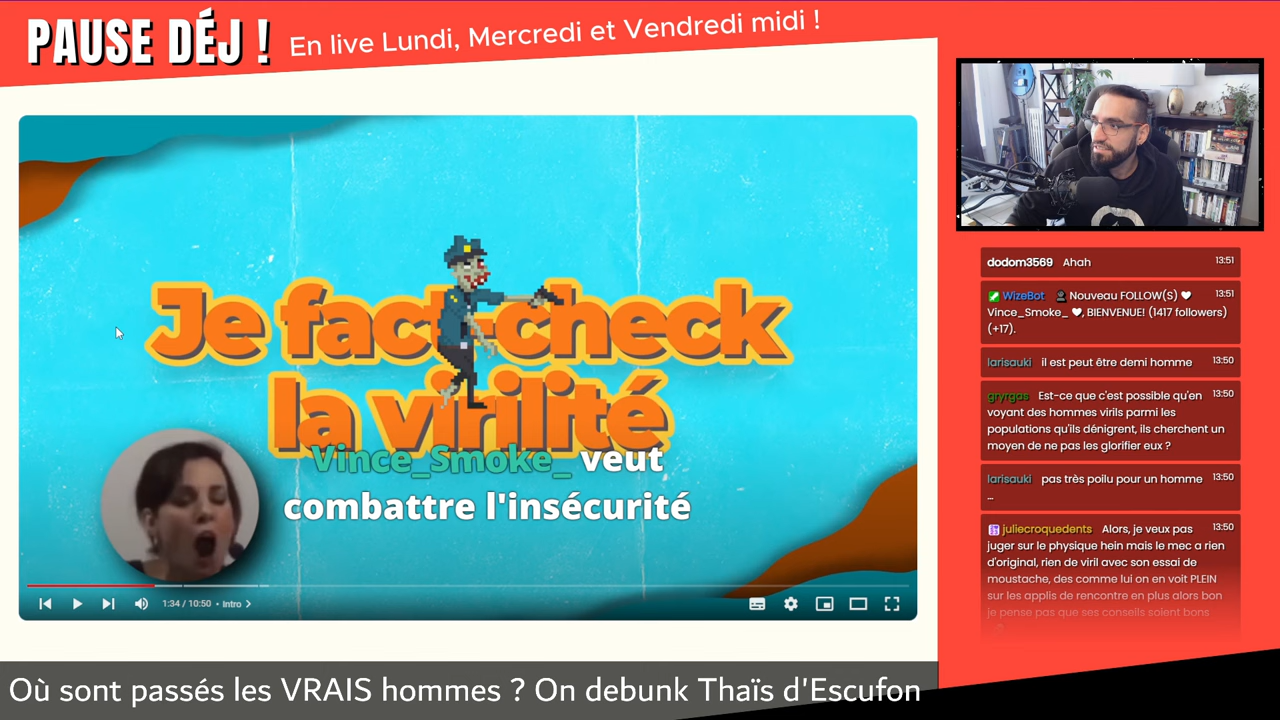 PAUSE DÉJ !
En live Lundi, Mercredi et Vendredi midi !
Je fact-check
la virilité
Vince_Smoke_ veut
combattre l'insécurité
1:34 / 10:50 • Intro
dodom3569 Ahah 13:51
WizeBot Nouveau FOLLOW(S) 13:51
Vince_Smoke_ , BIENVENUE! (1417 followers)
(+17).
larisauki il est peut être demi homme 13:50
gryrgas Est-ce que c'est possible qu'en 13:50
voyant des hommes virils parmi les
populations qu'ils dénigrent, ils cherchent un
moyen de ne pas les glorifier eux ?
larisauki pas très poilu pour un homme 13:50
...
juliecroquedents Alors, je veux pas 13:50
juger sur le physique hein mais le mec a rien
d'original, rien de viril avec son essai de
moustache, des comme lui on en voit PLEIN
sur les applis de rencontre en plus alors bon
je pense pas que ses conseils soient bons
Où sont passés les VRAIS hommes ? On debunk Thaïs d'Escufon